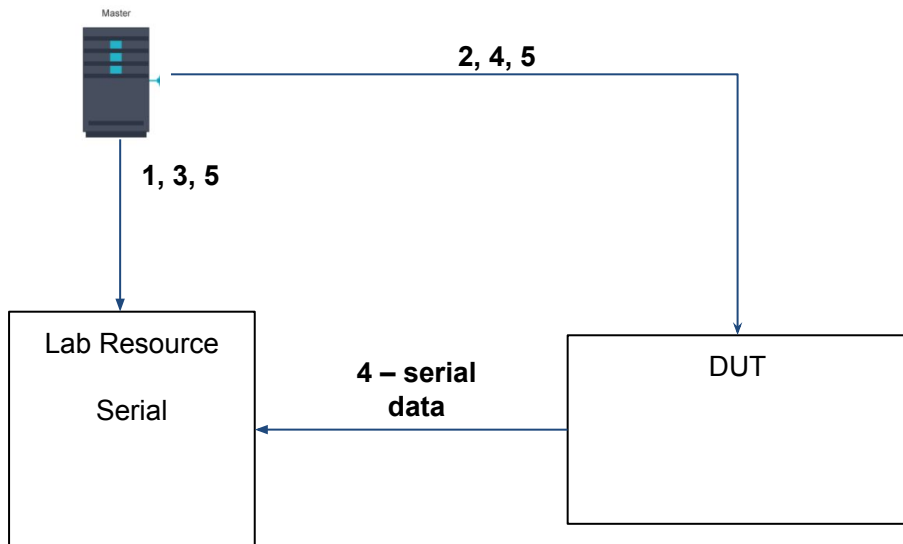 Master
2, 4, 5
1, 3, 5
Lab Resource
Serial
4 – serial
data
DUT